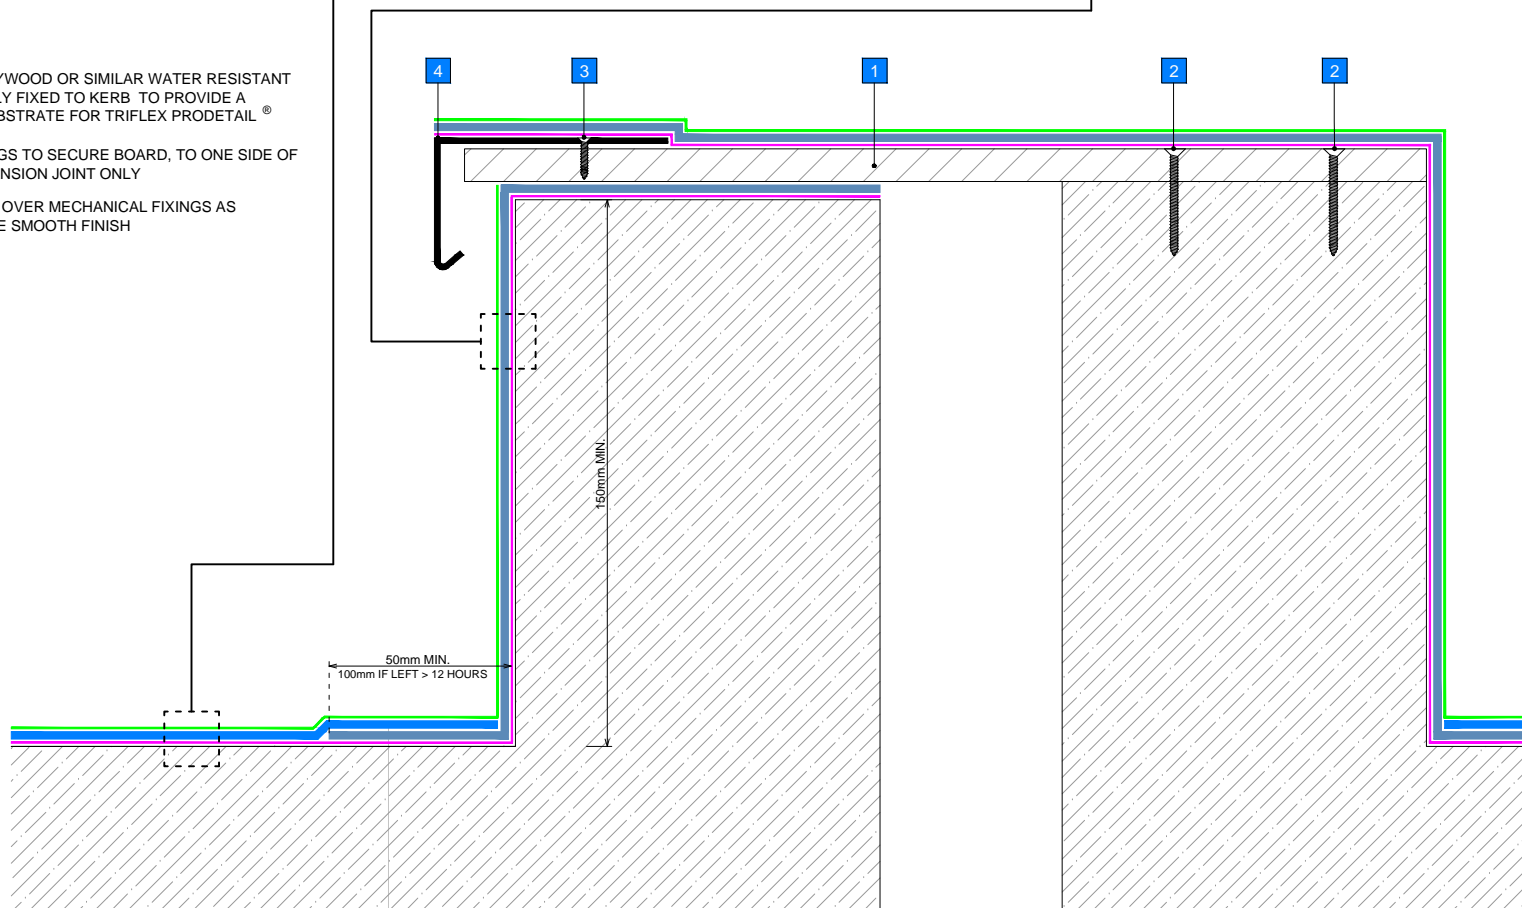 YWOOD OR SIMILAR WATER RESISTANT
LY FIXED TO KERB TO PROVIDE A
BSTRATE FOR TRIFLEX PRODETAIL ®
GS TO SECURE BOARD, TO ONE SIDE OF
ENSION JOINT ONLY
OVER MECHANICAL FIXINGS AS
E SMOOTH FINISH
4
3
1
2
2
150mm MIN.
50mm MIN.
100mm IF LEFT > 12 HOURS